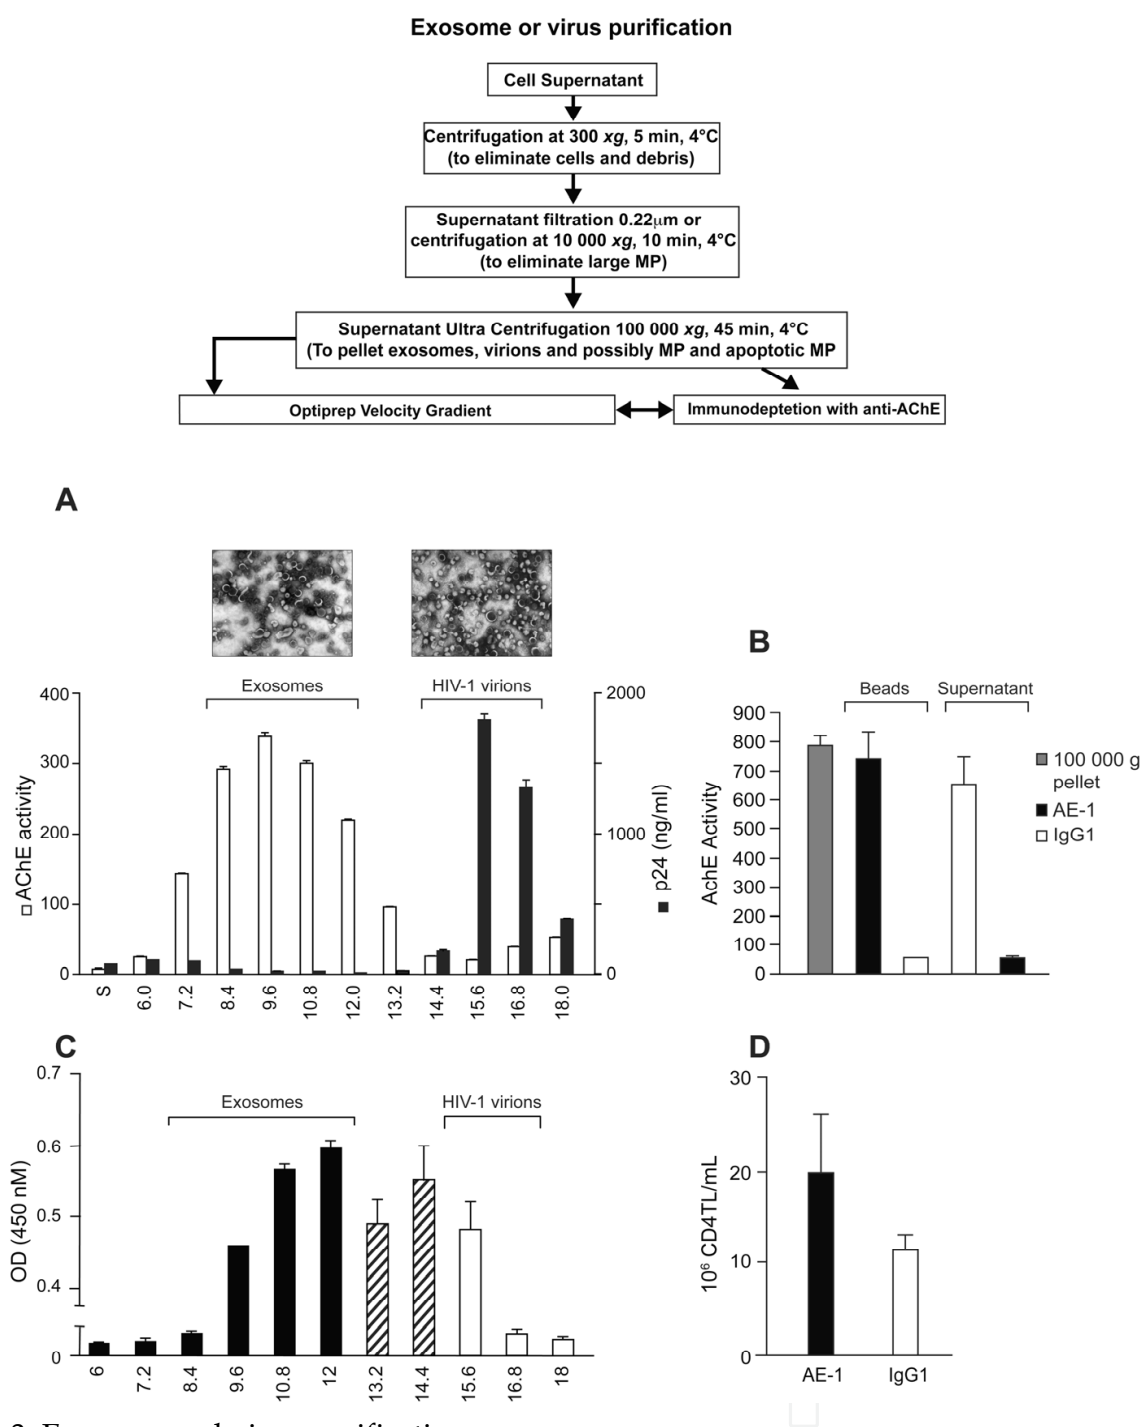 Exosome or virus purification
Cell Supernatant
Centrifugation at 300 xg, 5 min, 4°C
(to eliminate cells and debris)
Supernatant filtration 0.22µm or
centrifugation at 10 000 xg, 10 min, 4°C
(to eliminate large MP)
Supernatant Ultra Centrifugation 100 000 xg, 45 min, 4°C
(To pellet exosomes, virions and possibly MP and apoptotic MP
Optiprep Velocity Gradient
Immunodeptetion with anti-AChE
A
Exosomes
HIV-1 virions
400
300
200
100
0
AChE activity
2000
1000
0
p24 (ng/ml)
S
6.0
7.2
8.4
9.6
10.8
12.0
13.2
14.4
15.6
16.8
18.0
B
Beads
Supernatant
900
800
700
600
500
400
300
200
100
0
AchE Activity
100 000 g
pellet
AE-1
IgG1
C
Exosomes
HIV-1 virions
0.7
0.6
0.5
0.4
0
OD (450 nM)
6
7.2
8.4
9.6
10.8
12
13.2
14.4
15.6
16.8
18
D
30
20
10
0
10⁶ CD4TL/mL
AE-1
IgG1